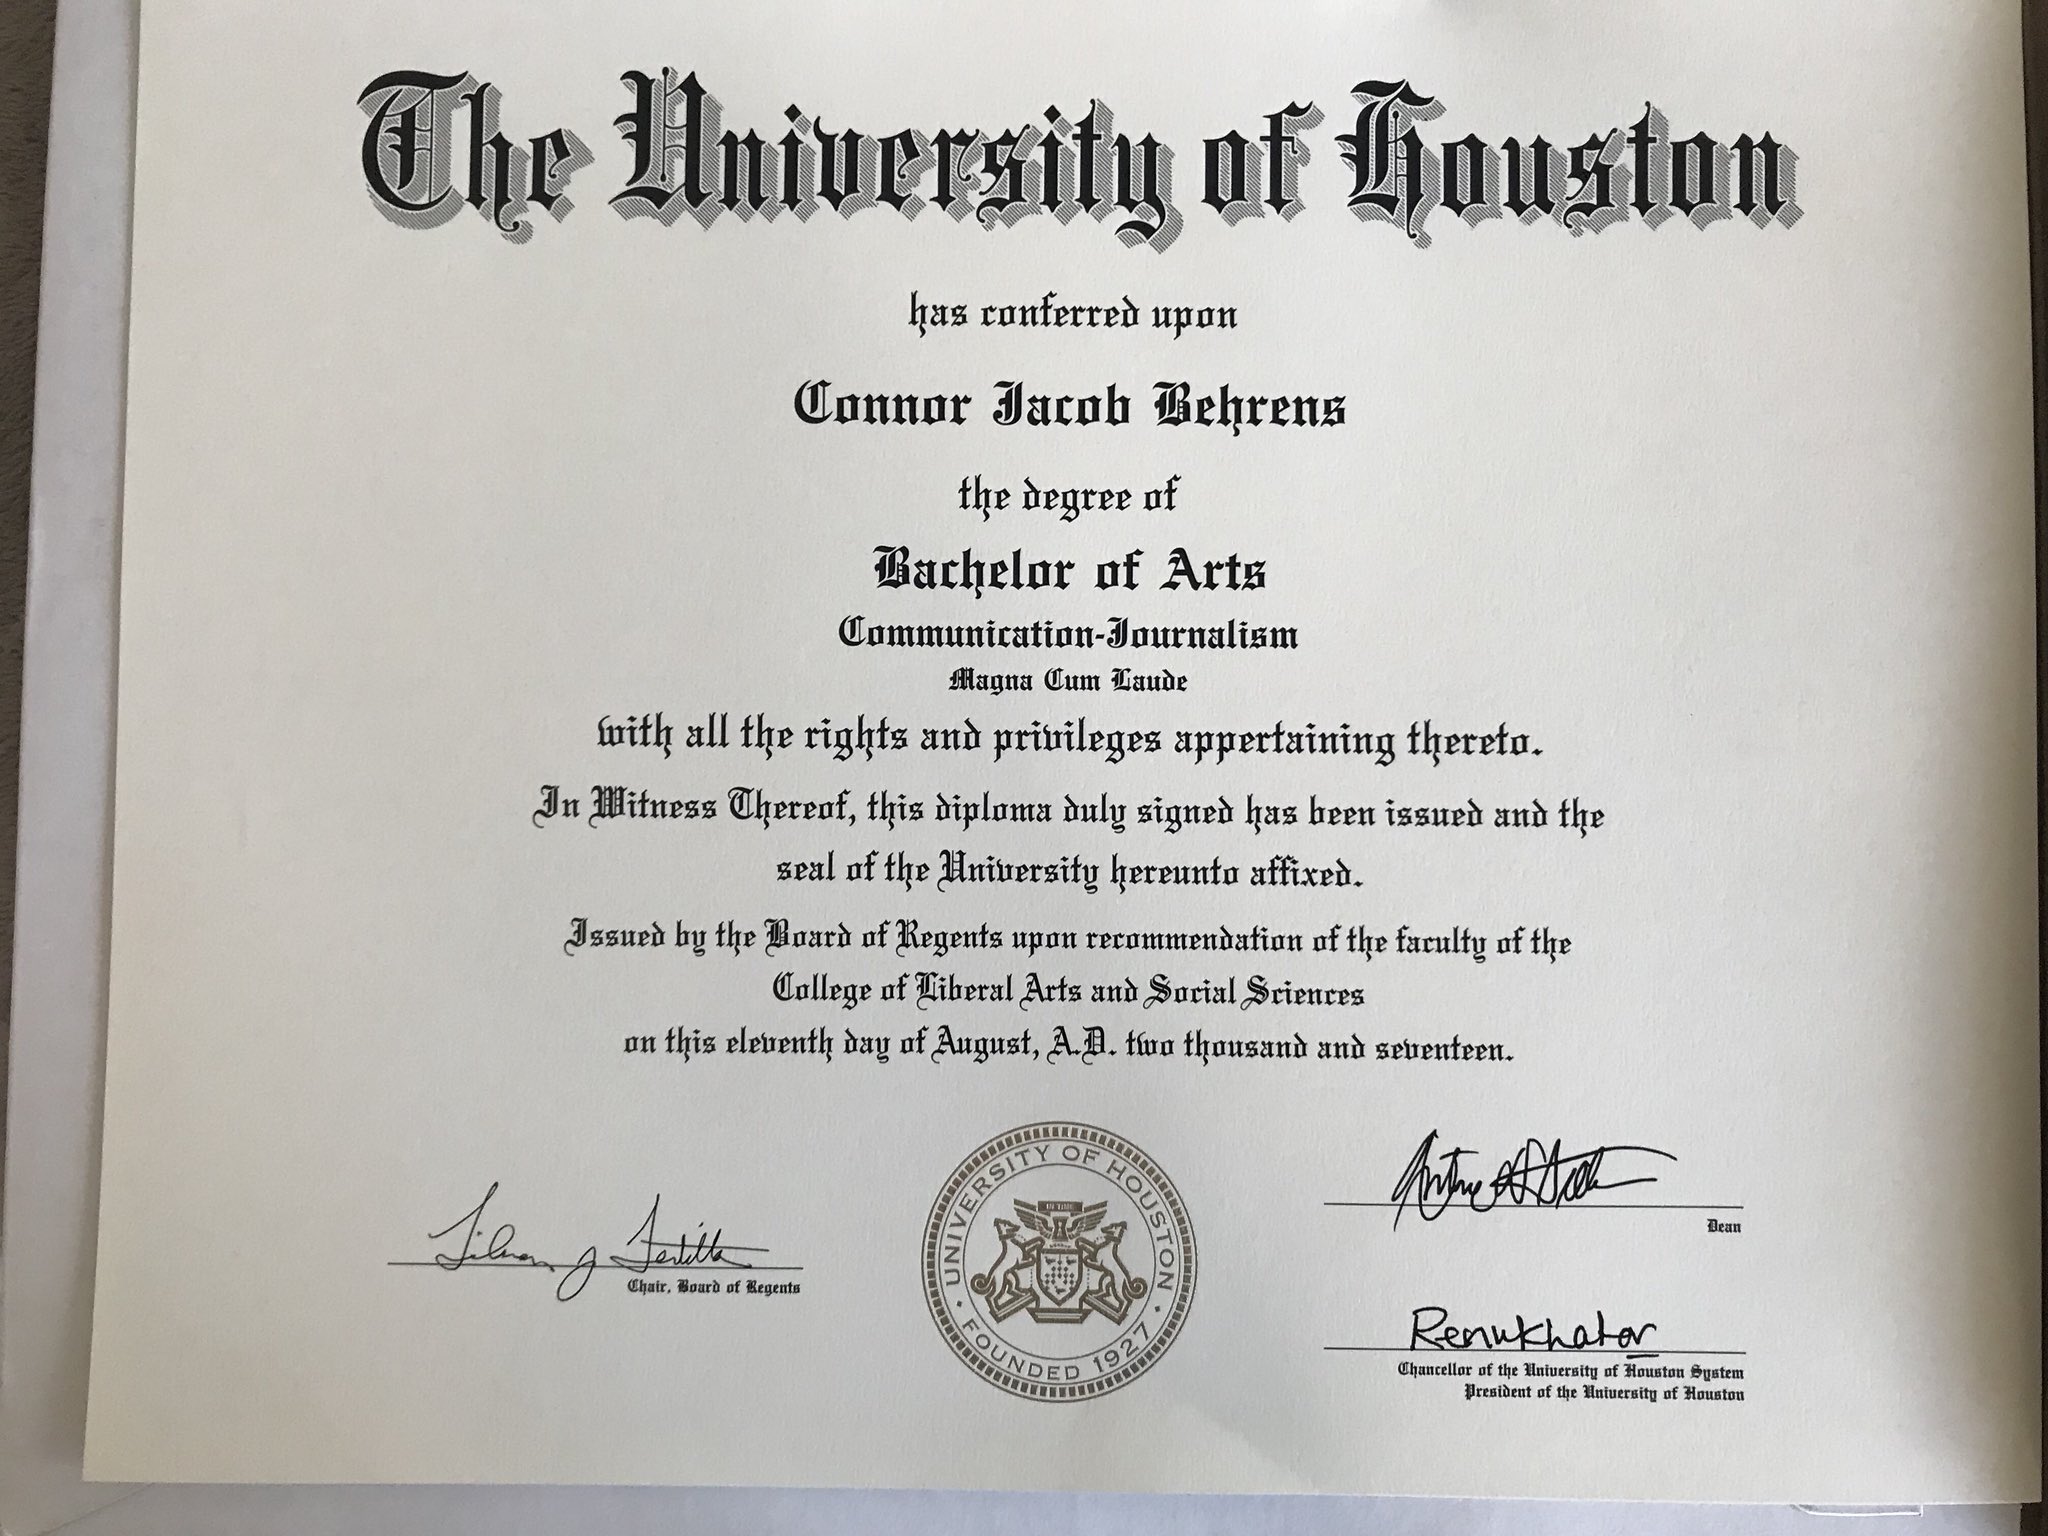 The University of Houston
has conferred upon
Connor Jacob Behrens
the degree of
Bachelor of Arts
Communication-Journalism
Magna Cum Laude
with all the rights and privileges appertaining thereto.
In Witness Thereof, this diploma duly signed has been issued and the
seal of the University hereunto affixed.
Issued by the Board of Regents upon recommendation of the faculty of the
College of Liberal Arts and Social Sciences
on this eleventh day of August, A.D. two thousand and seventeen.
Chair, Board of Regents
UNIVERSITY OF HOUSTON
FOUNDED 1927
Dean
Renu Khator
Chancellor of the University of Houston System
President of the University of Houston